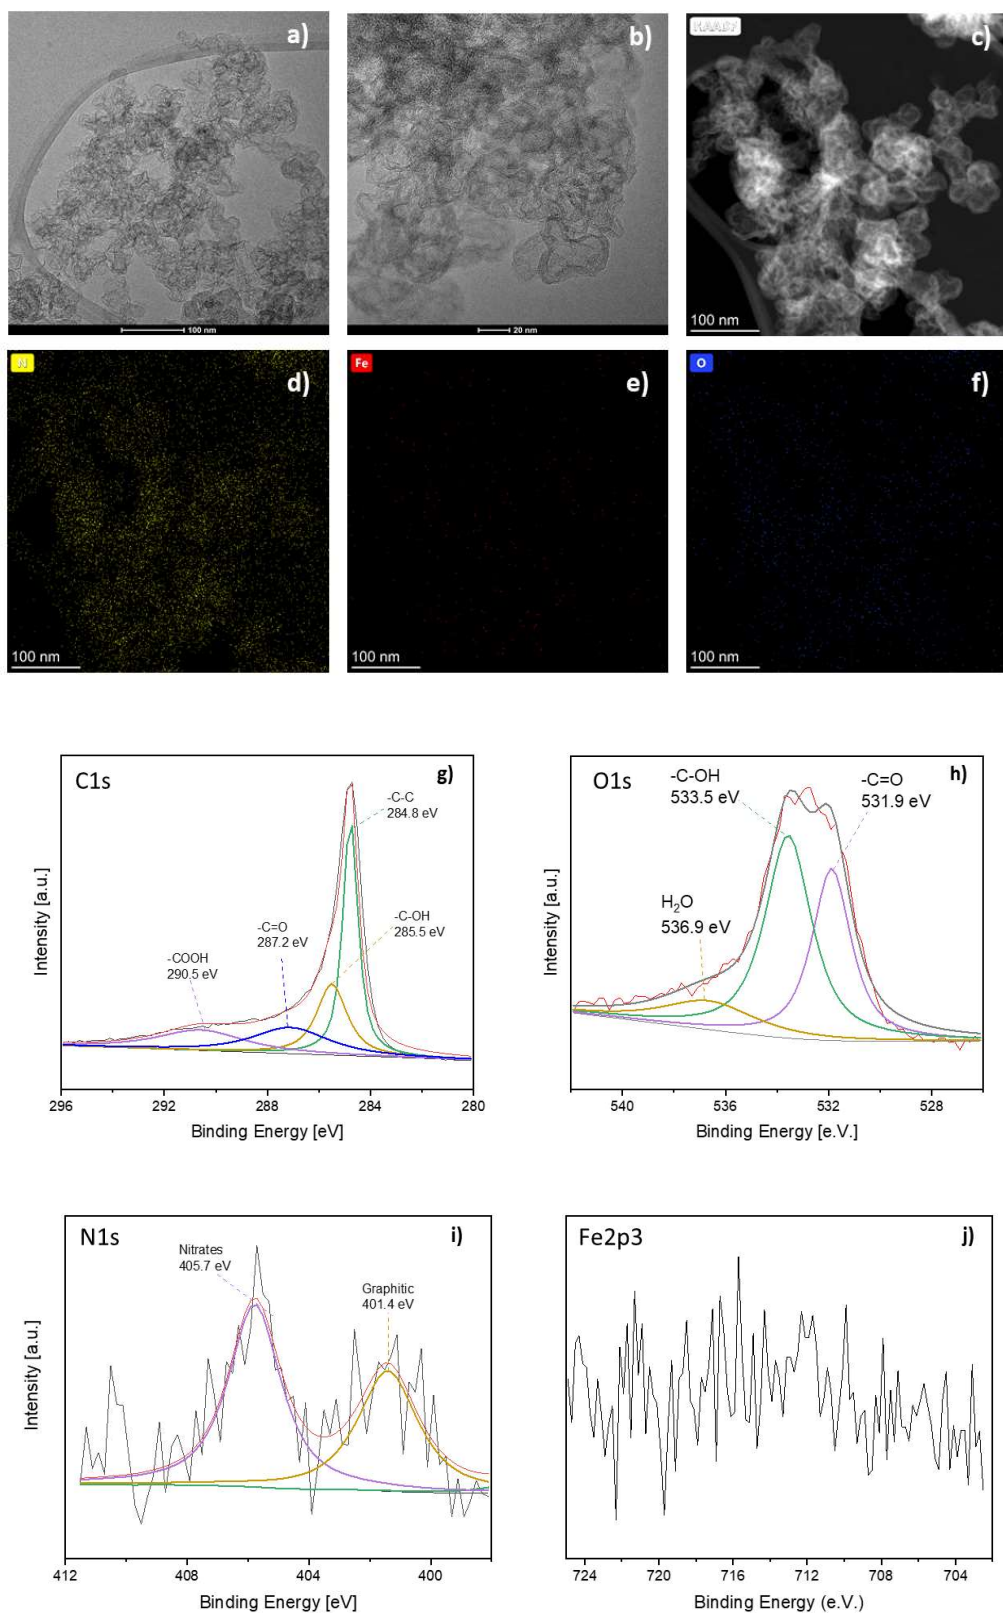 a)
100 nm
b)
20 nm
HAADF
c)
100 nm
N
d)
100 nm
Fe
e)
100 nm
O
f)
100 nm
C1s
g)
-C-C
284.8 eV
-C-OH
285.5 eV
-C=O
287.2 eV
-COOH
290.5 eV
Intensity [a.u.]
296
292
288
284
280
Binding Energy [eV]
O1s
h)
-C-OH
533.5 eV
-C=O
531.9 eV
H₂O
536.9 eV
Intensity [a.u.]
540
536
532
528
Binding Energy [e.V.]
N1s
i)
Nitrates
405.7 eV
Graphitic
401.4 eV
Intensity [a.u.]
412
408
404
400
Binding Energy [eV]
Fe2p3
j)
Intensity [a.u.]
724
720
716
712
708
704
Binding Energy (e.V.)